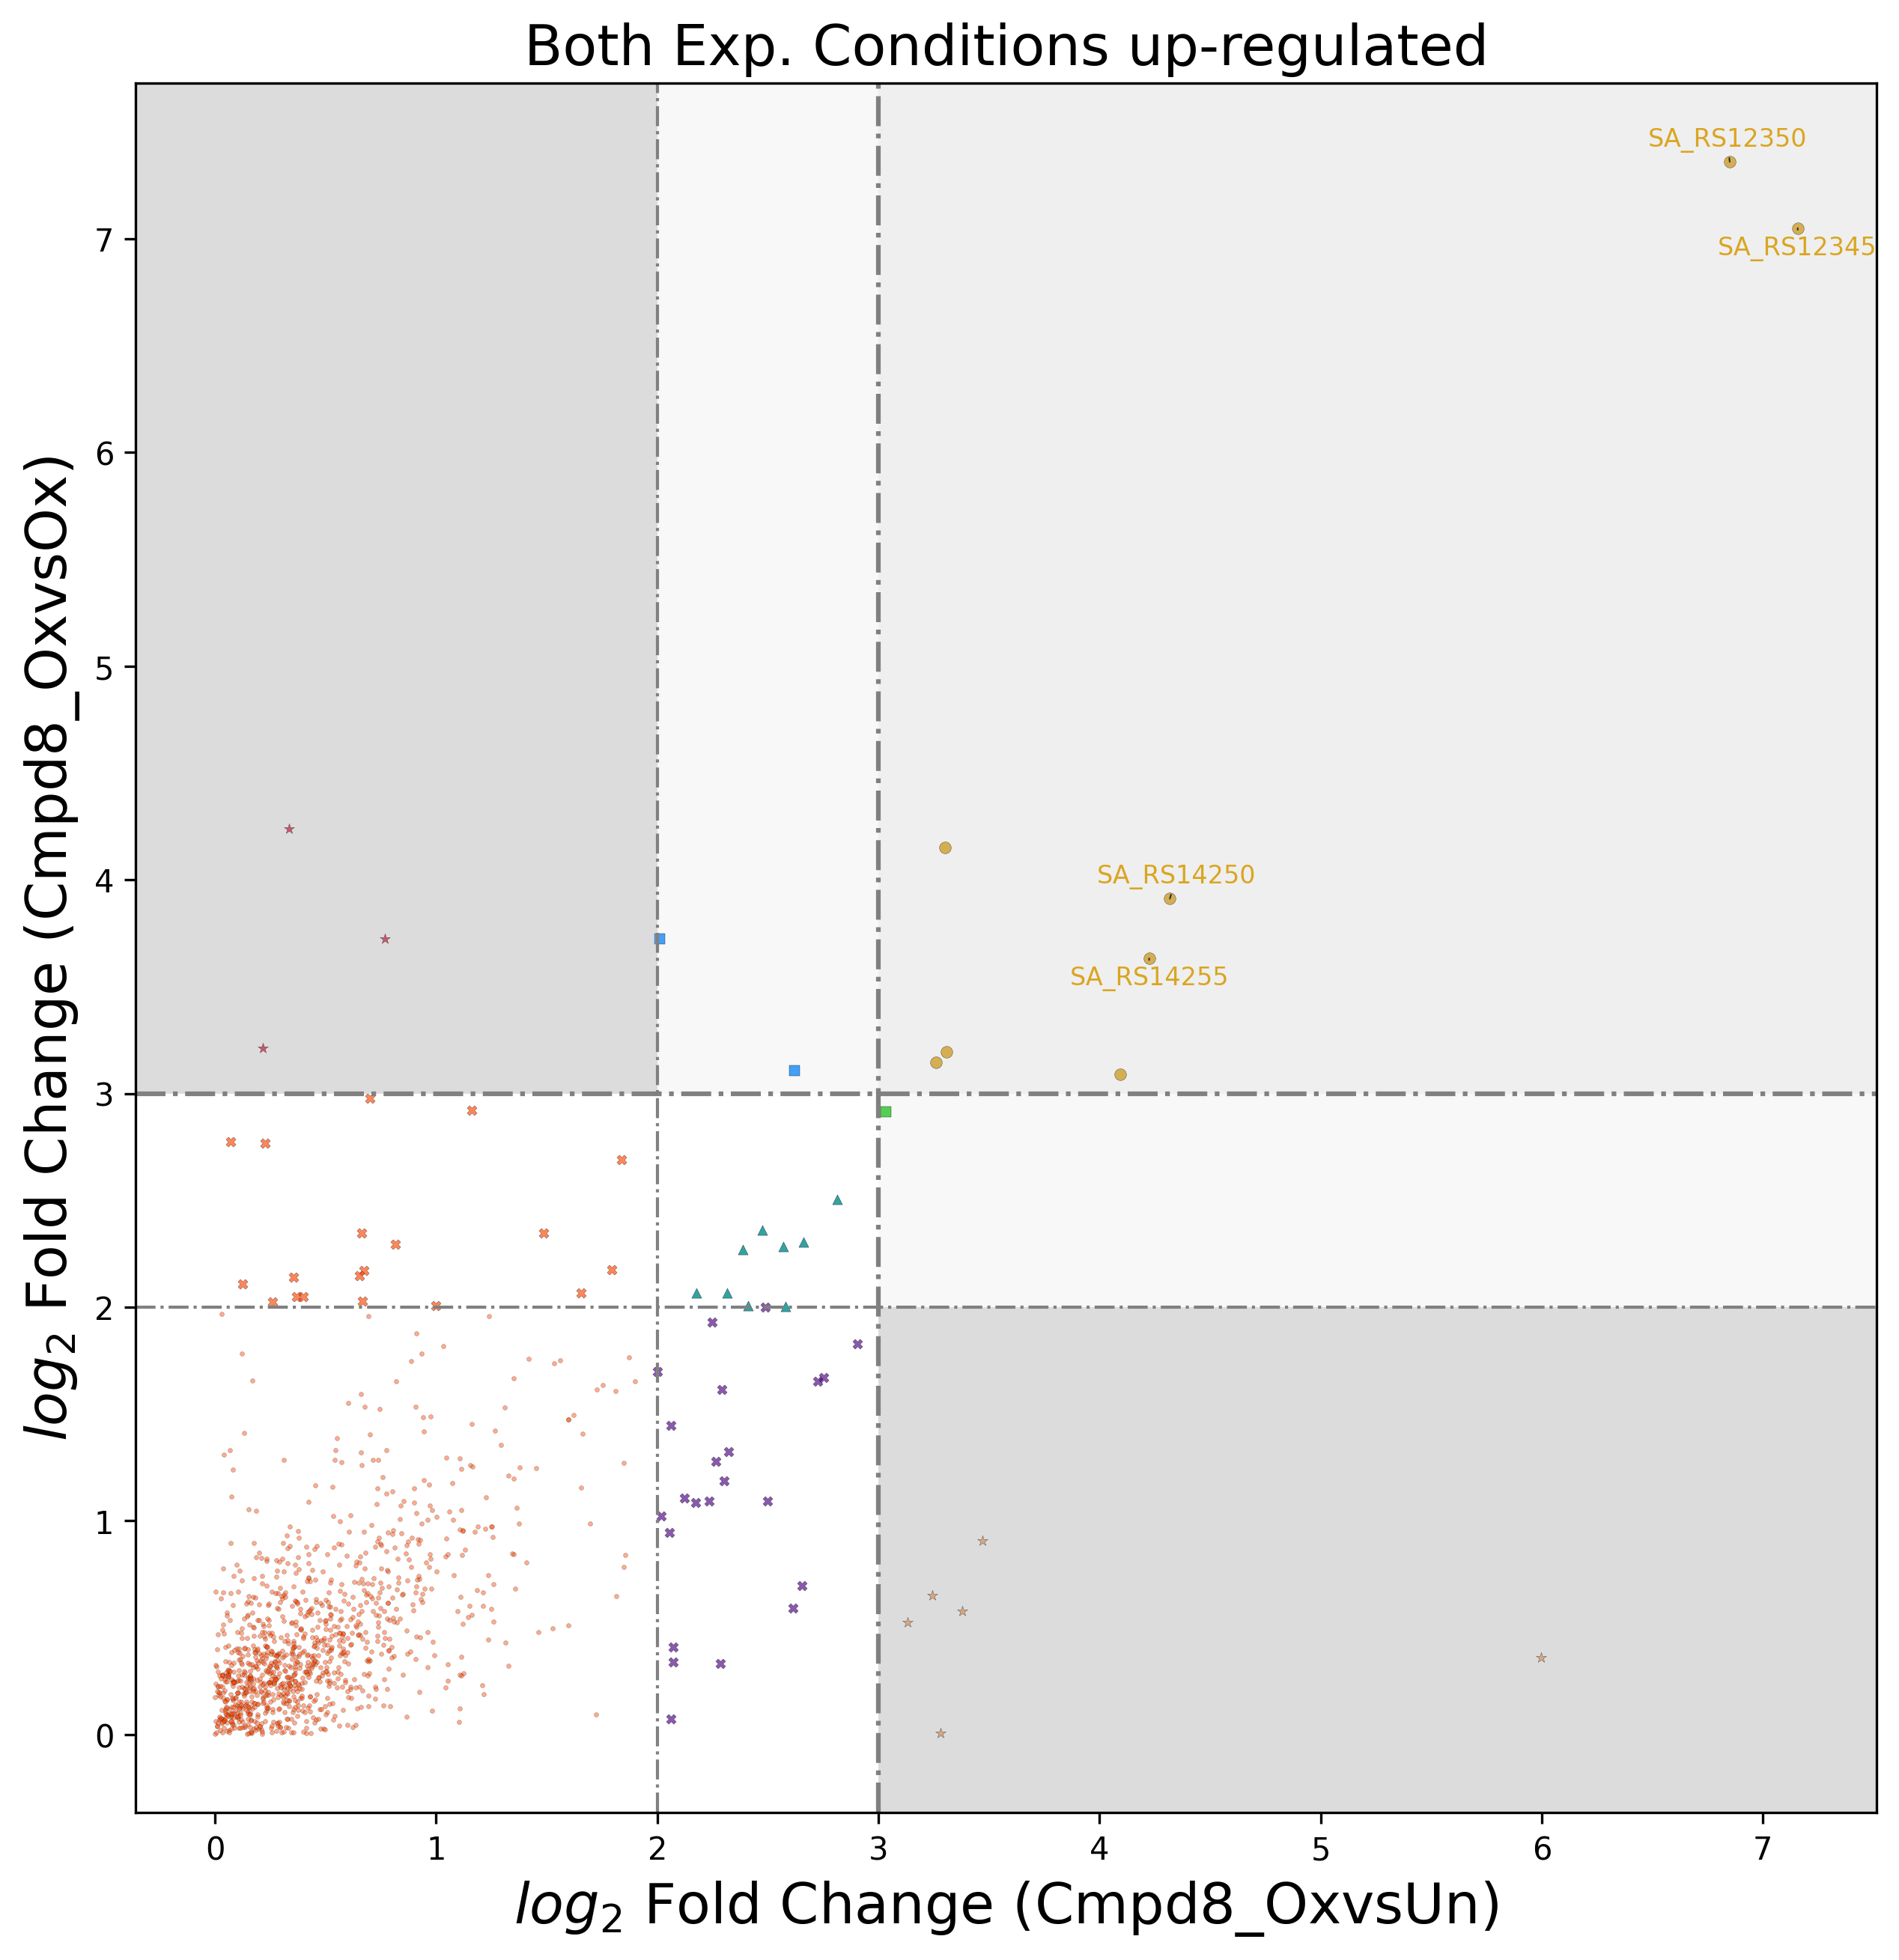 Both Exp. Conditions up-regulated
SA_RS12350
SA_RS12345
SA_RS14250
SA_RS14255
log2 Fold Change (Cmpd8_OxvsOx)
7
6
5
4
3
2
1
0
0 1 2 3 4 5 6 7
log2 Fold Change (Cmpd8_OxvsUn)